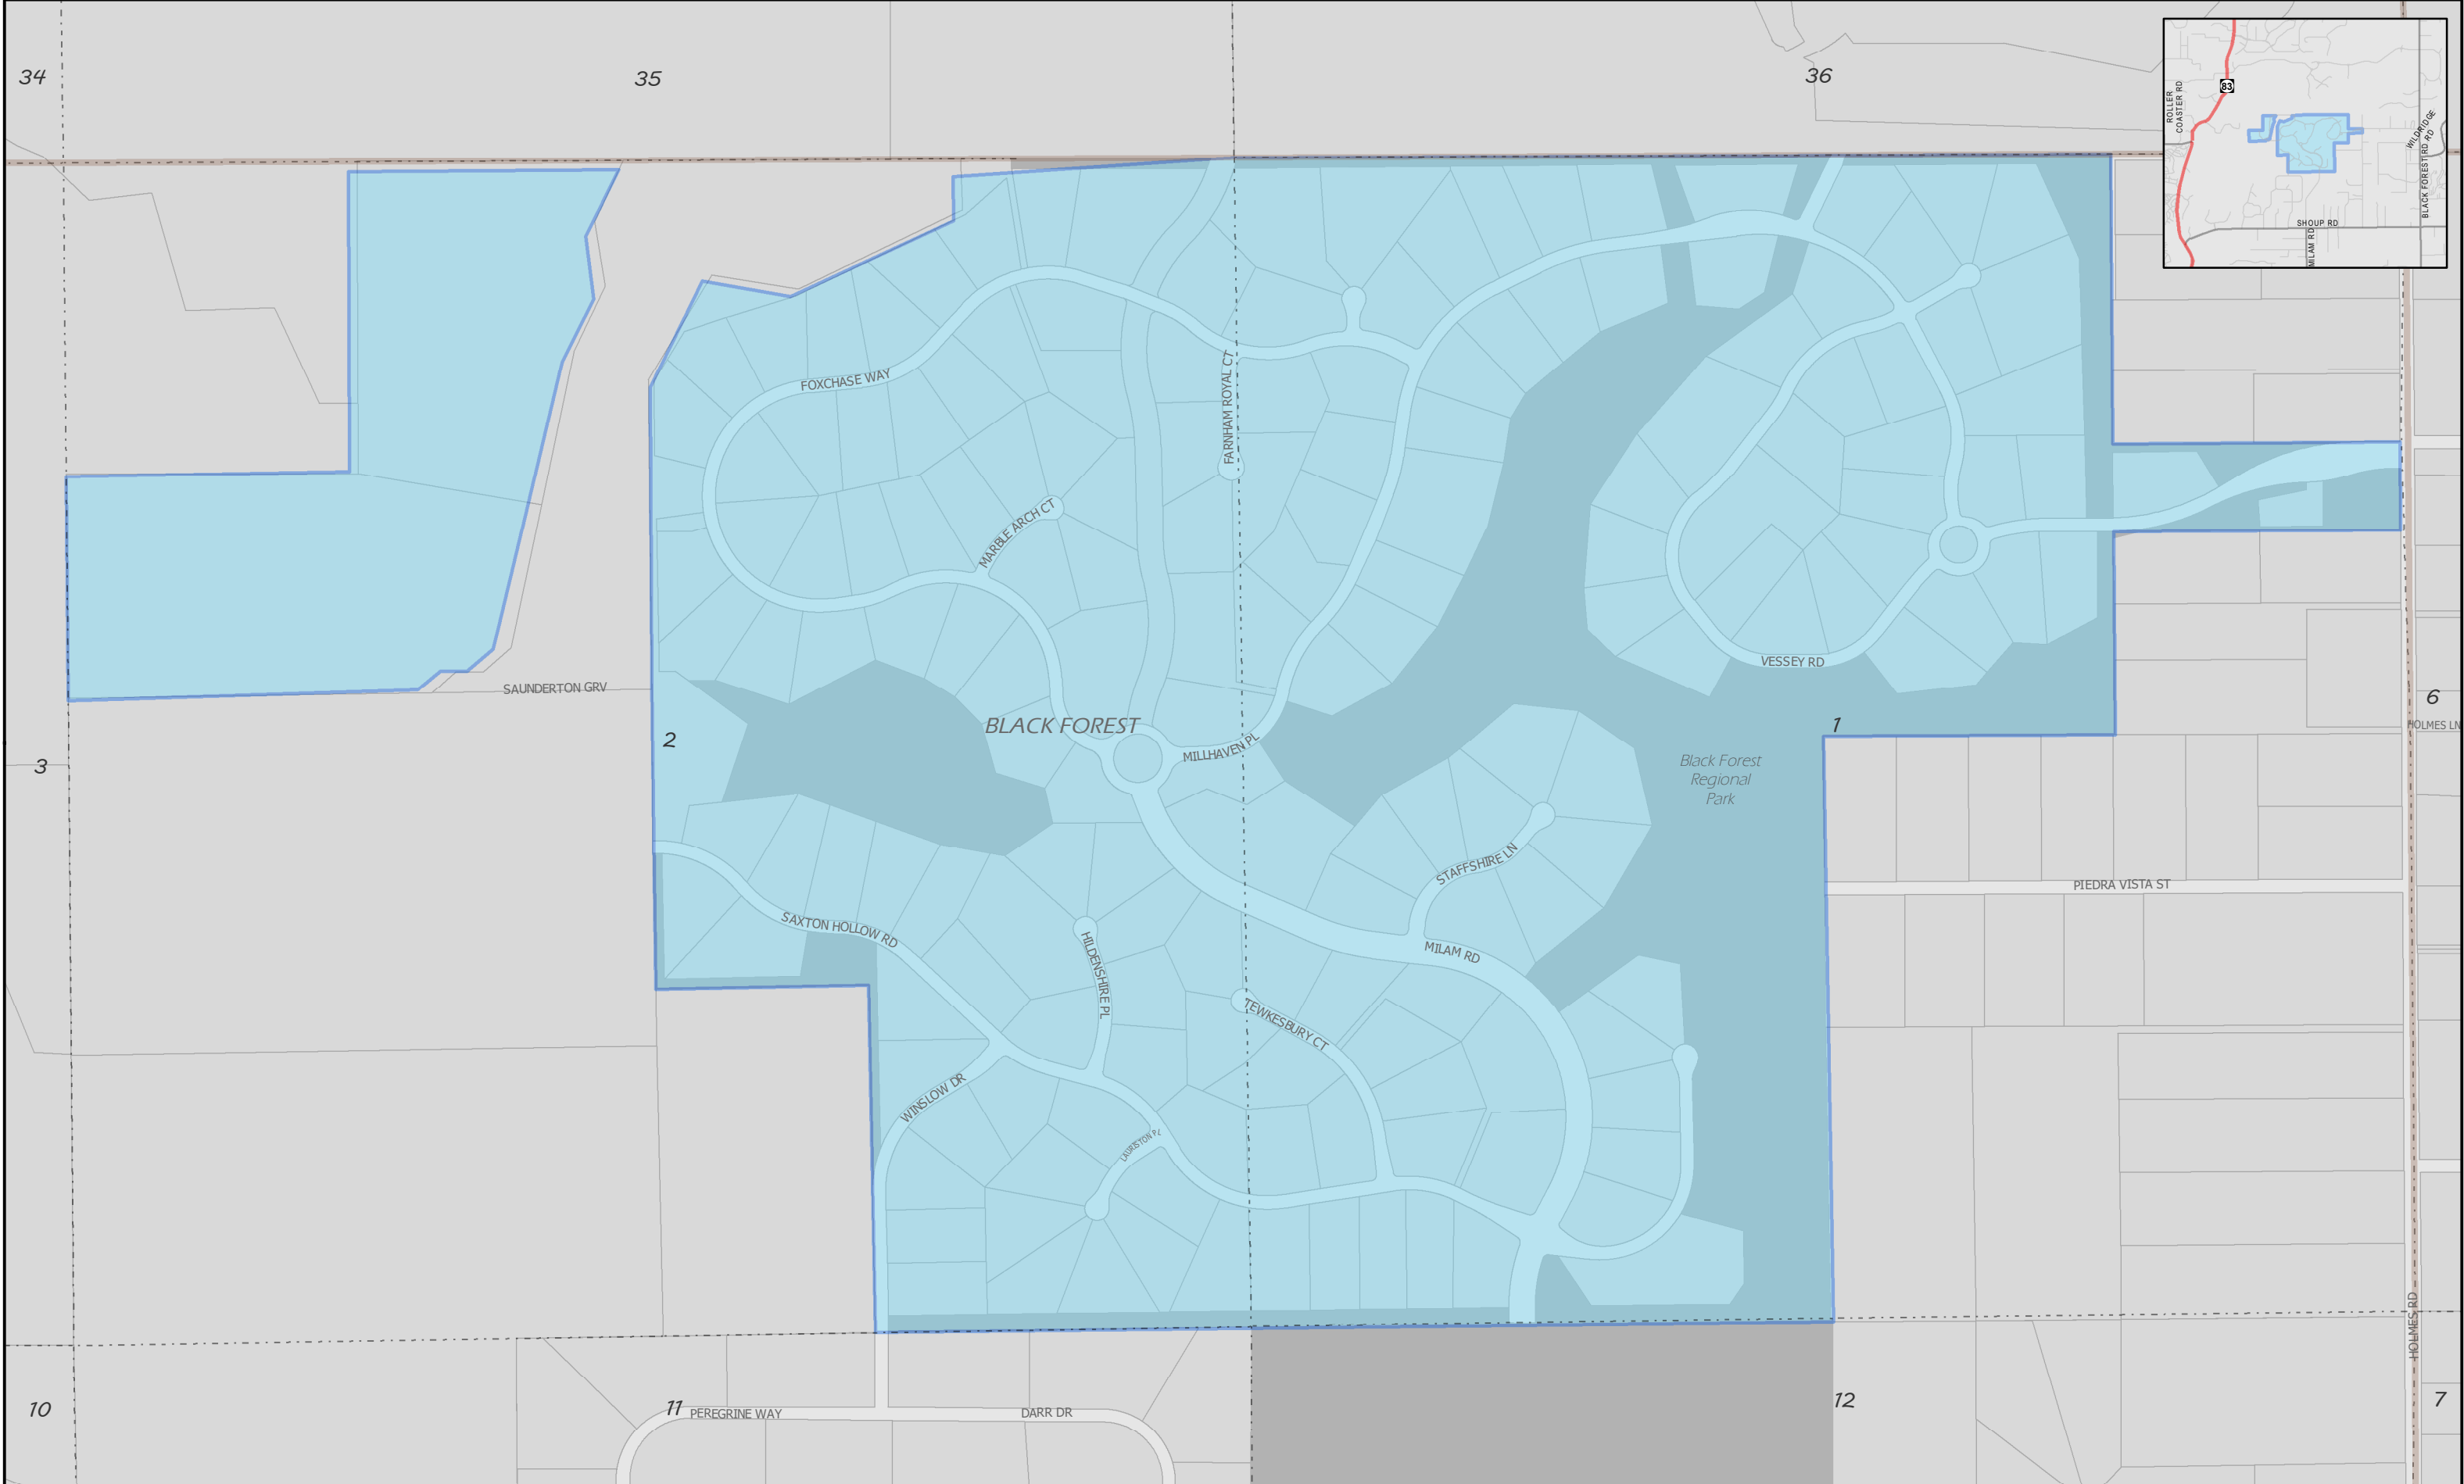 34
35
36
83
ROLLER
COASTER RD
WILDRIDGE
RD
BLACK FOREST RD
SHOUP RD
MILAM RD
FOXCHASE WAY
FARNHAM ROYAL CT
MARBLE ARCH CT
VESSEY RD
SAUNDERTON GRV
6
HOLMES LN
BLACK FOREST
2
1
MILLHAVEN PL
3
Black Forest
Regional
Park
STAFFSHIRE LN
PIEDRA VISTA ST
SAXTON HOLLOW RD
HILDENSHIRE PL
MILAM RD
TEWKESBURY CT
WINSLOW DR
LAURISTON PL
HOLMES RD
10
11
PEREGRINE WAY
DARR DR
12
7